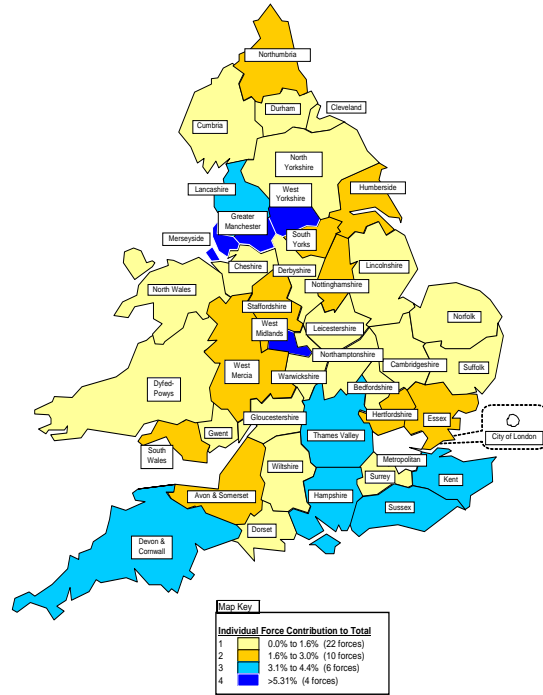 Northumbria
Durham
Cleveland
Cumbria
North
Yorkshire
Lancashire
West
Yorkshire
Humberside
Greater
Manchester
South
Yorks
Merseyside
Cheshire
Derbyshire
Lincolnshire
North Wales
Nottinghamshire
Staffordshire
Norfolk
West
Midlands
Leicestershire
Northamptonshire
West
Mercia
Warwickshire
Cambridgeshire
Suffolk
Dyfed-
Powys
Bedfordshire
Gloucestershire
Hertfordshire
Essex
Gwent
Thames Valley
City of London
South
Wales
Metropolitan
Wiltshire
Surrey
Kent
Avon & Somerset
Hampshire
Sussex
Dorset
Devon &
Cornwall
Map Key
Individual Force Contribution to Total
1 0.0% to 1.6% (22 forces)
2 1.6% to 3.0% (10 forces)
3 3.1% to 4.4% (6 forces)
4 >5.31% (4 forces)